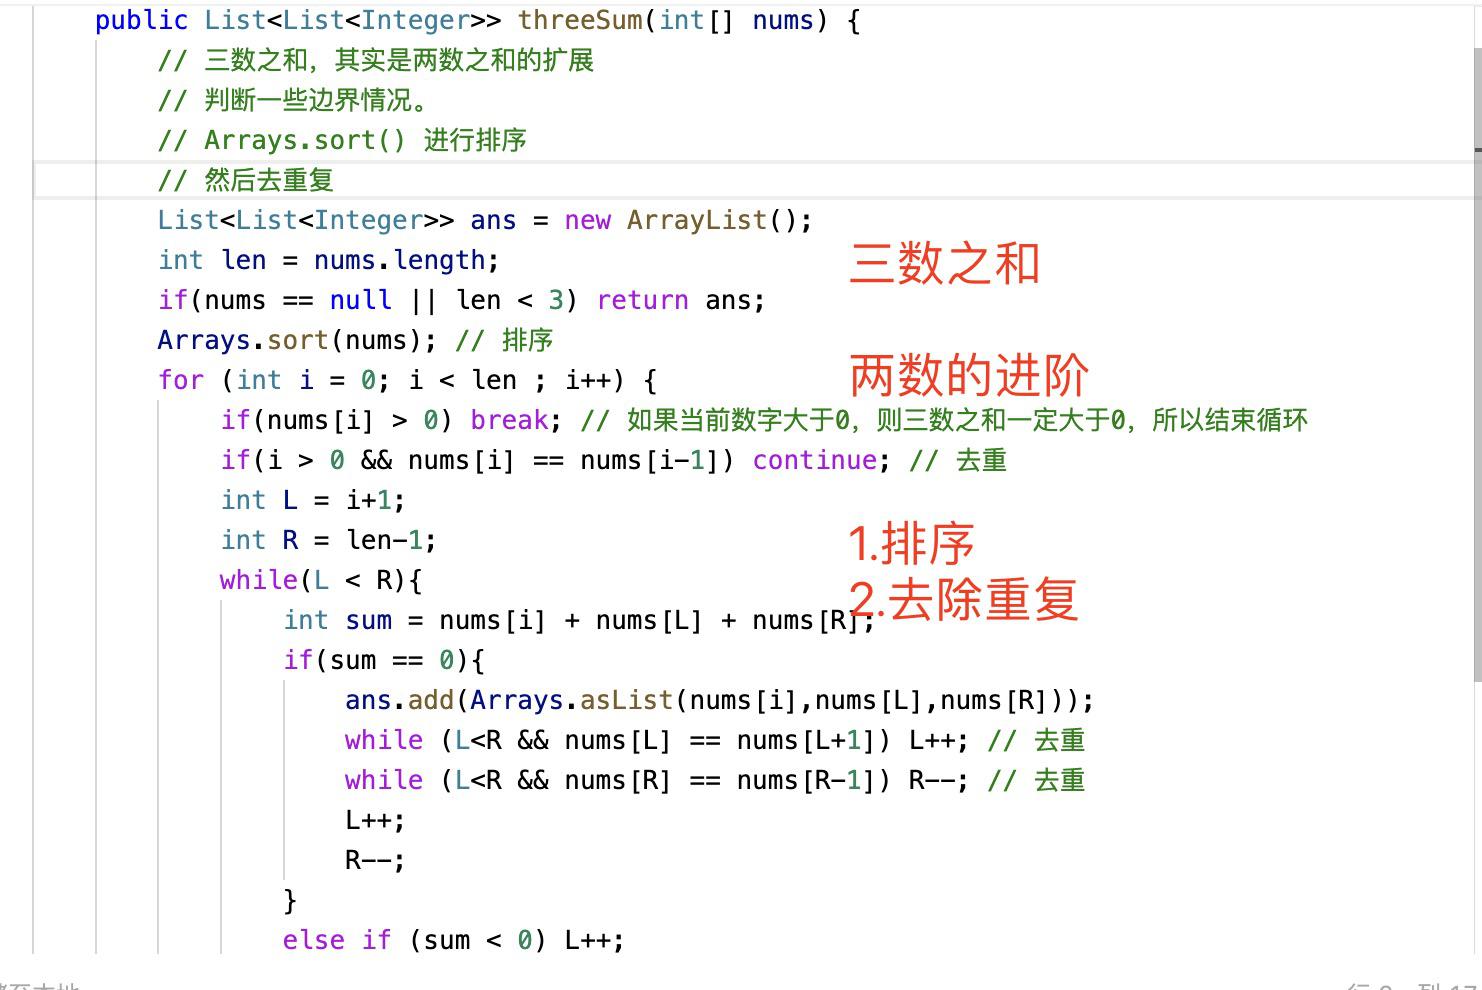 public List<List<Integer>> threeSum(int[] nums) {
// 三数之和，其实是两数之和的扩展
// 判断一些边界情况。
// Arrays.sort() 进行排序
// 然后去重复
List<List<Integer>> ans = new ArrayList();
int len = nums.length;
三数之和
if(nums == null || len < 3) return ans;
Arrays.sort(nums); // 排序
for (int i = 0; i < len ; i++) {
两数的进阶
if(nums[i] > 0) break; // 如果当前数字大于0，则三数之和一定大于0，所以结束循环
if(i > 0 && nums[i] == nums[i-1]) continue; // 去重
int L = i+1;
int R = len-1;
1.排序
while(L < R){
int sum = nums[i] + nums[L] + nums[R];
2.去除重复
if(sum == 0){
ans.add(Arrays.asList(nums[i],nums[L],nums[R]));
while (L<R && nums[L] == nums[L+1]) L++; // 去重
while (L<R && nums[R] == nums[R-1]) R--; // 去重
L++;
R--;
}
else if (sum < 0) L++;